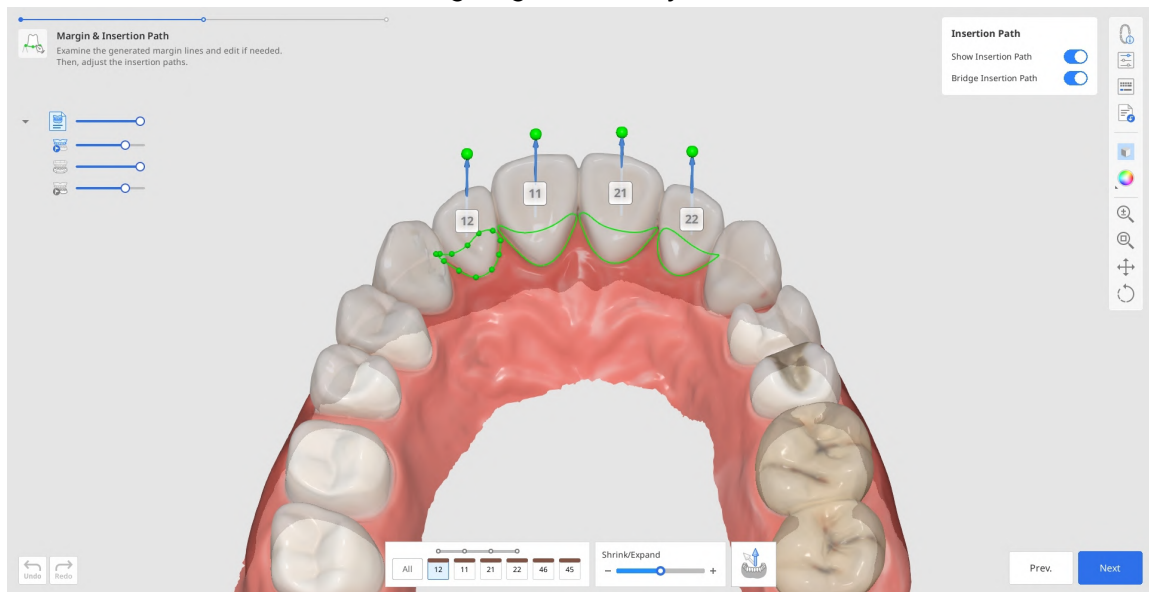 Margin & Insertion Path
Examine the generated margin lines and edit if needed.
Then, adjust the insertion paths.
Insertion Path
Show Insertion Path
Bridge Insertion Path
11
21
12
22
Shrink/Expand
All
12
11
21
22
46
45
− +
Undo
Redo
Prev.
Next